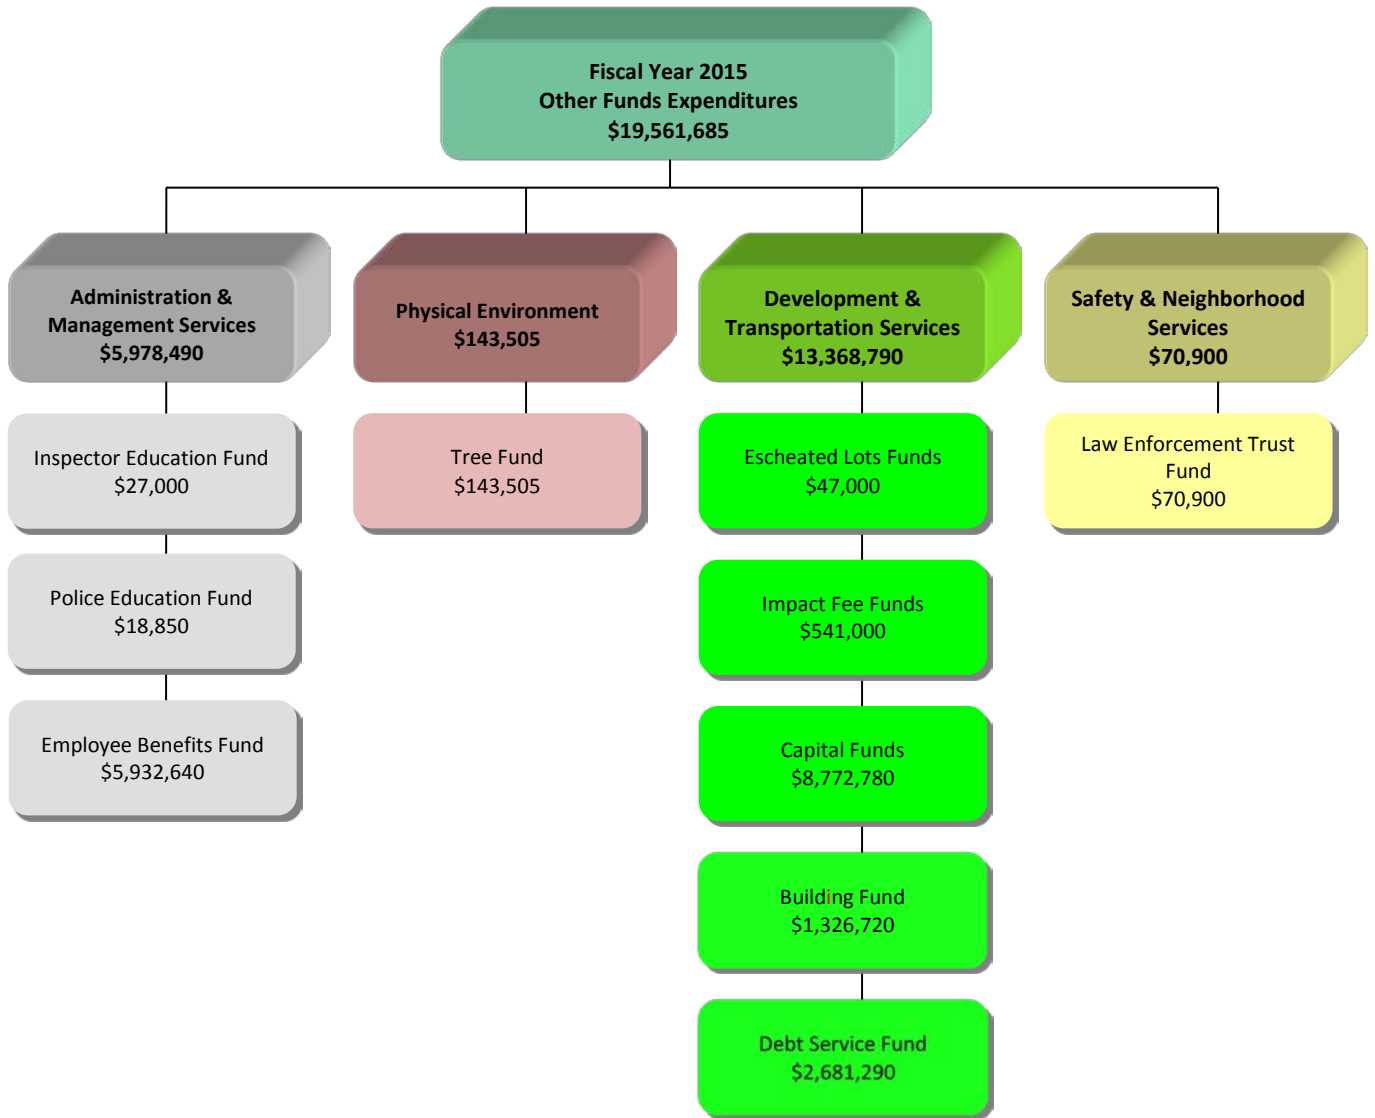 Fiscal Year 2015
Other Funds Expenditures
$19,561,685
Administration &
Management Services
$5,978,490
Physical Environment
$143,505
Development &
Transportation Services
$13,368,790
Safety & Neighborhood
Services
$70,900
Inspector Education Fund
$27,000
Tree Fund
$143,505
Escheated Lots Funds
$47,000
Law Enforcement Trust
Fund
$70,900
Police Education Fund
$18,850
Impact Fee Funds
$541,000
Employee Benefits Fund
$5,932,640
Capital Funds
$8,772,780
Building Fund
$1,326,720
Debt Service Fund
$2,681,290